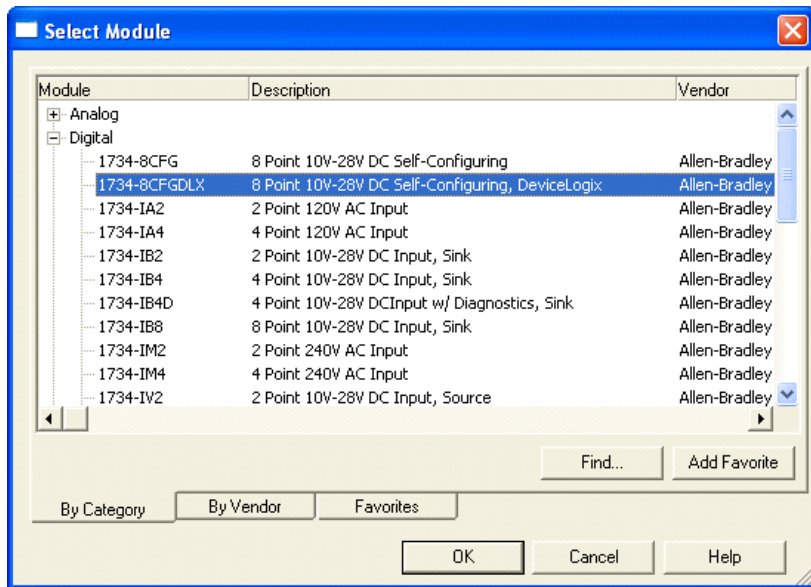 Select Module
Module Description Vendor
Analog
Digital
1734-8CFG 8 Point 10V-28V DC Self-Configuring Allen-Bradley
1734-8CFGDLX 8 Point 10V-28V DC Self-Configuring, DeviceLogix Allen-Bradley
1734-IA2 2 Point 120V AC Input Allen-Bradley
1734-IA4 4 Point 120V AC Input Allen-Bradley
1734-IB2 2 Point 10V-28V DC Input, Sink Allen-Bradley
1734-IB4 4 Point 10V-28V DC Input, Sink Allen-Bradley
1734-IB4D 4 Point 10V-28V DCInput w/ Diagnostics, Sink Allen-Bradley
1734-IB8 8 Point 10V-28V DC Input, Sink Allen-Bradley
1734-IM2 2 Point 240V AC Input Allen-Bradley
1734-IM4 4 Point 240V AC Input Allen-Bradley
1734-IV2 2 Point 10V-28V DC Input, Source Allen-Bradley
Find... Add Favorite
By Category By Vendor Favorites
OK Cancel Help